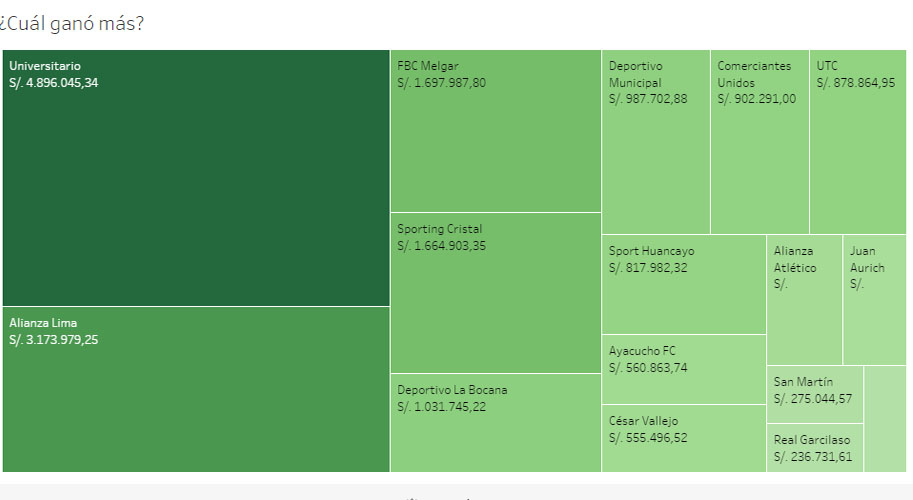 ¿Cuál ganó más?
Universitario
S/. 4.896.045,34
Alianza Lima
S/. 3.173.979,25
FBC Melgar
S/. 1.697.987,80
Sporting Cristal
S/. 1.664.903,35
Deportivo La Bocana
S/. 1.031.745,22
Deportivo
Municipal
S/. 987.702,88
Comerciantes
Unidos
S/. 902.291,00
UTC
S/. 878.864,95
Sport Huancayo
S/. 817.982,32
Ayacucho FC
S/. 560.863,74
César Vallejo
S/. 555.496,52
Alianza
Atlético
S/.
Juan
Aurich
S/.
San Martín
S/. 275.044,57
Real Garcilaso
S/. 236.731,61